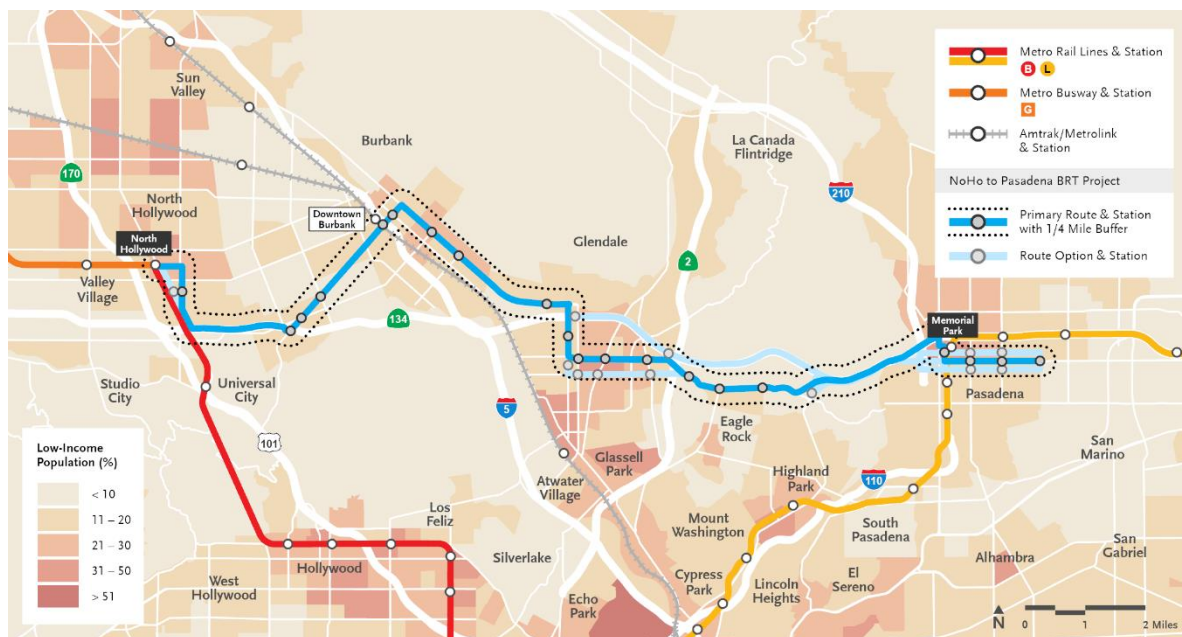 Sun
Valley
Burbank
La Canada
Flintridge
170
210
North
Hollywood
Downtown
Burbank
North
Hollywood
Glendale
2
Valley
Village
134
Memorial
Park
Studio
City
Universal
City
5
Pasadena
101
Eagle
Rock
San
Marino
Glassell
Park
Atwater
Village
Highland
Park
110
Los
Feliz
Mount
Washington
South
Pasadena
Silverlake
San
Gabriel
Hollywood
Alhambra
West
Hollywood
Cypress
Park
Lincoln
Heights
El
Sereno
Echo
Park
Metro Rail Lines & Station
B L
Metro Busway & Station
G
Amtrak/Metrolink
& Station
NoHo to Pasadena BRT Project
Primary Route & Station
with 1/4 Mile Buffer
Route Option & Station
Low-Income
Population (%)
< 10
11 – 20
21 – 30
31 – 50
> 51
N
0 1 2 Miles